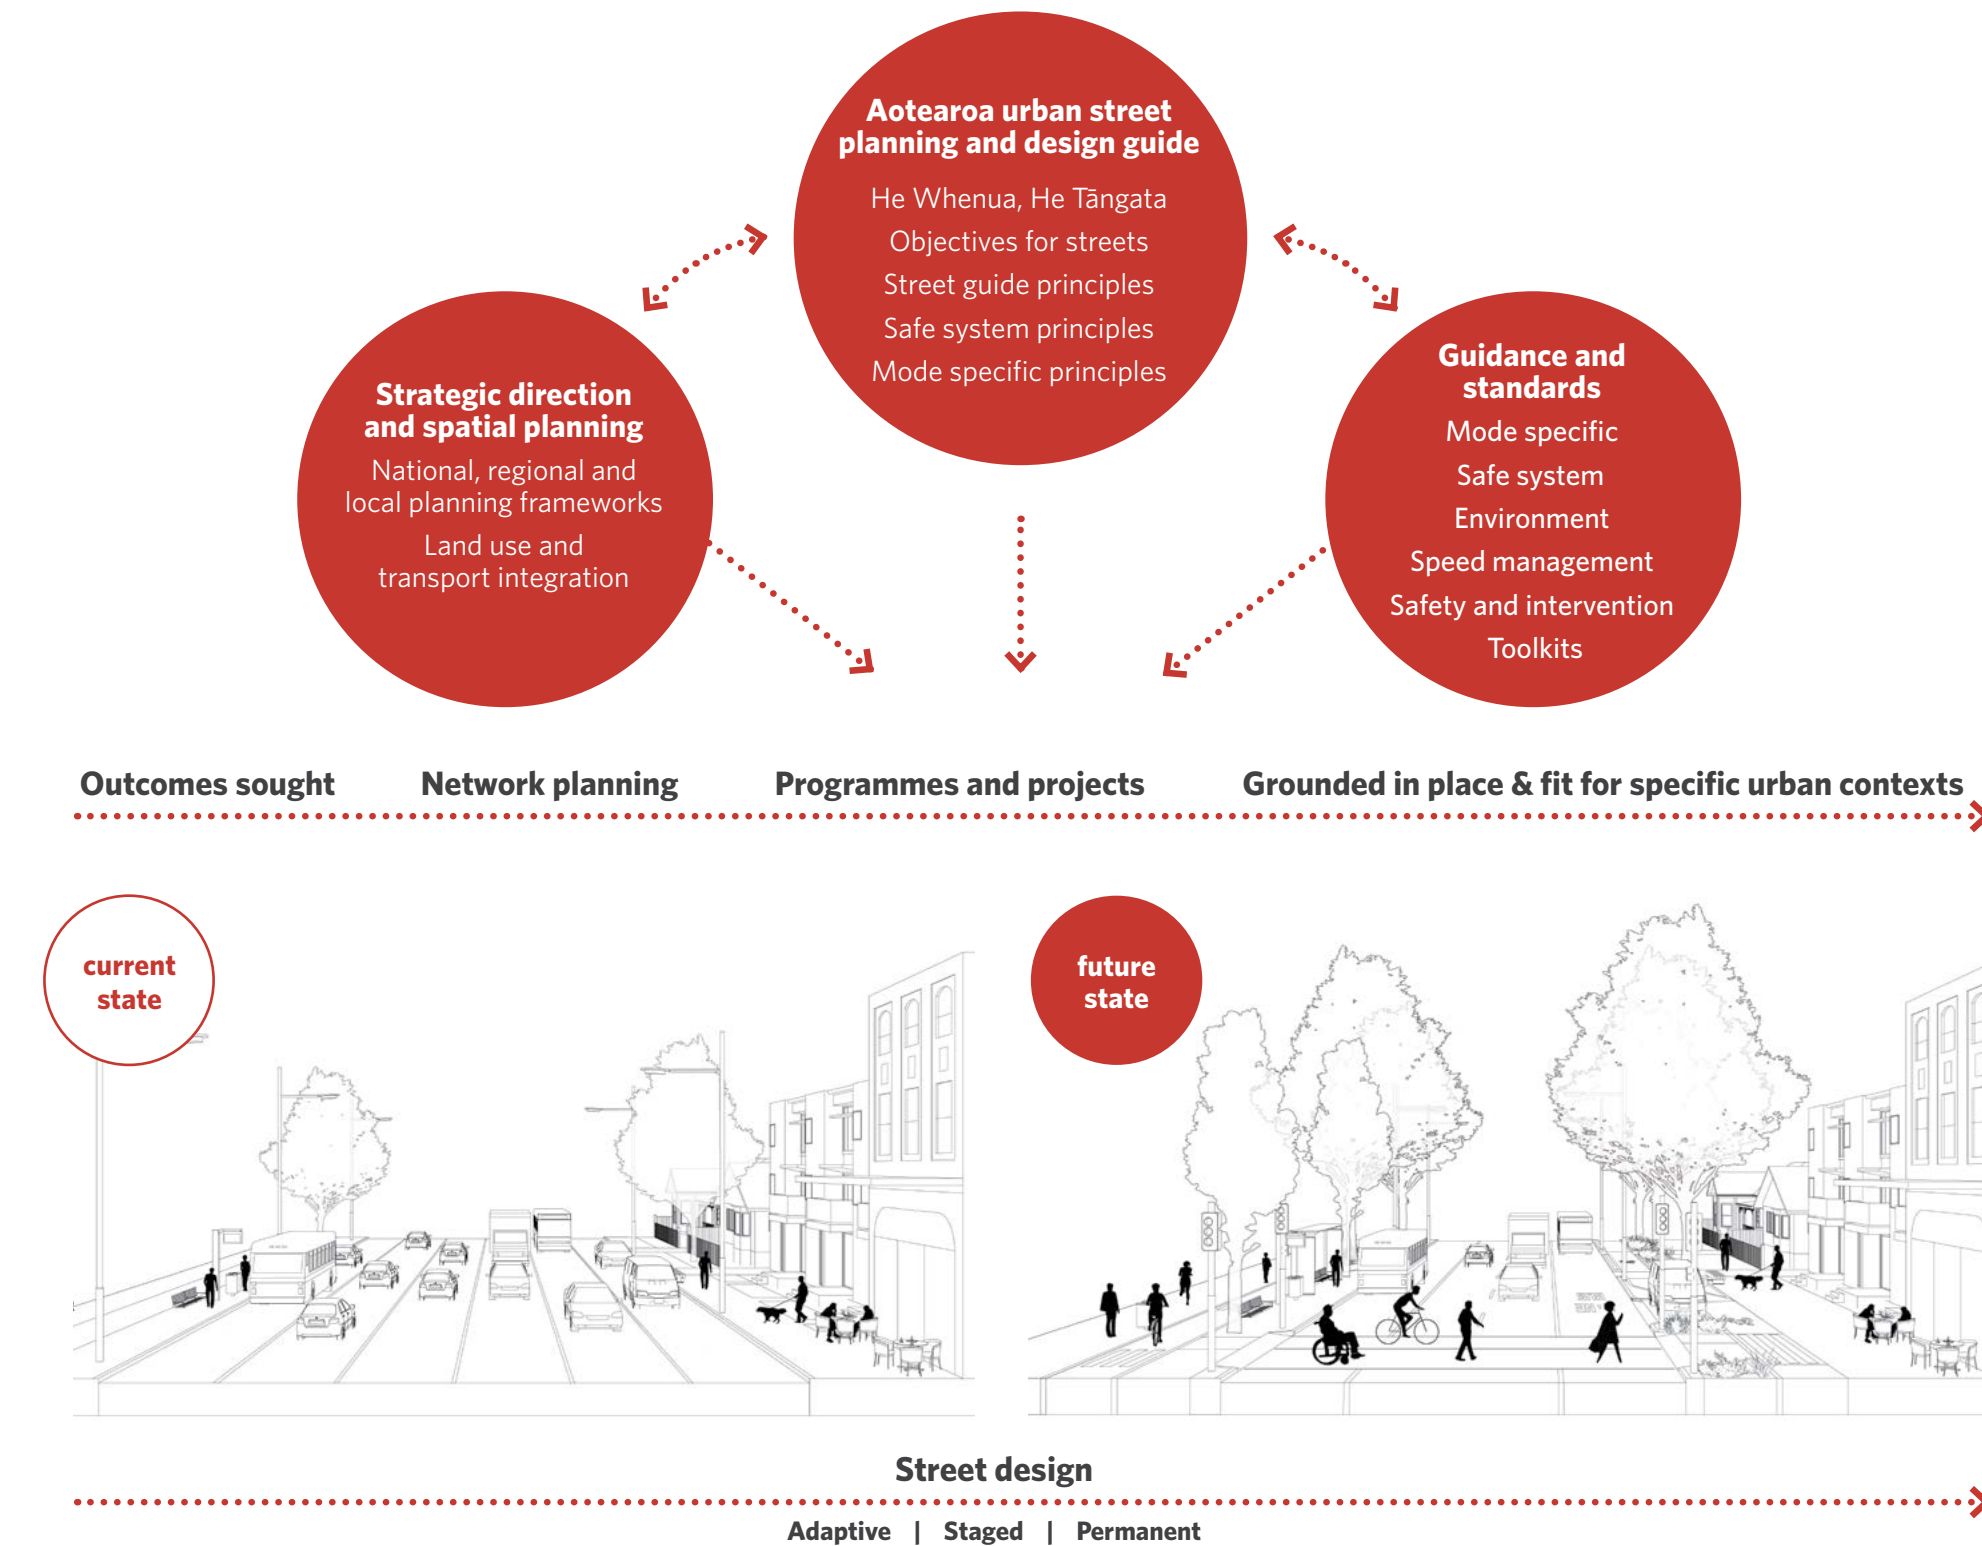 Aotearoa urban street
planning and design guide
He Whenua, He Tāngata
Objectives for streets
Street guide principles
Safe system principles
Mode specific principles
Strategic direction
and spatial planning
National, regional and
local planning frameworks
Land use and
transport integration
Guidance and
standards
Mode specific
Safe system
Environment
Speed management
Safety and intervention
Toolkits
Outcomes sought
Network planning
Programmes and projects
Grounded in place & fit for specific urban contexts
current
state
future
state
Street design
Adaptive | Staged | Permanent